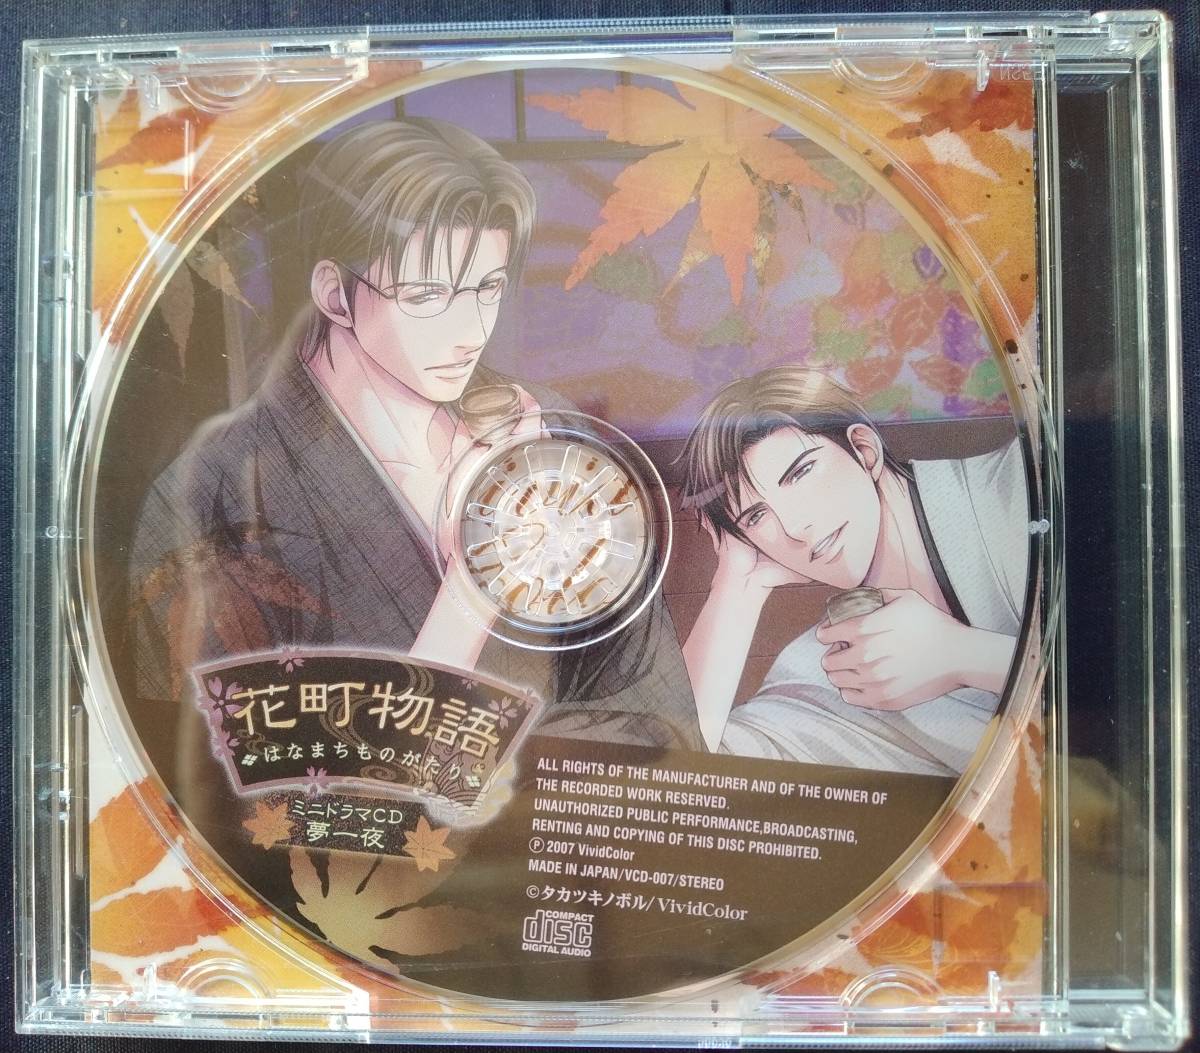 花町物語
はなまちものがたり
ミニドラマCD
夢一夜
ALL RIGHTS OF THE MANUFACTURER AND OF THE OWNER OF
THE RECORDED WORK RESERVED.
UNAUTHORIZED PUBLIC PERFORMANCE,BROADCASTING,
RENTING AND COPYING OF THIS DISC PROHIBITED.
Ⓟ 2007 VividColor
MADE IN JAPAN/VCD-007/STEREO
©タカツキノボル/VividColor
COMPACT
disc
DIGITAL AUDIO